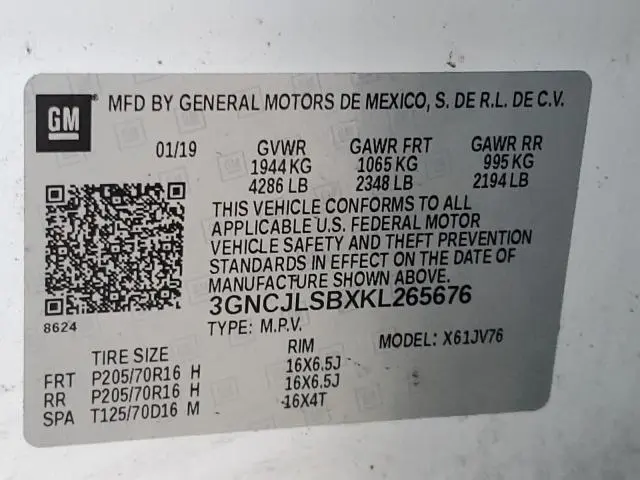 GM
MFD BY GENERAL MOTORS DE MEXICO, S. DE R.L. DE C.V.
01/19 GVWR GAWR FRT GAWR RR
1944 KG 1065 KG 995 KG
4286 LB 2348 LB 2194 LB
THIS VEHICLE CONFORMS TO ALL
APPLICABLE U.S. FEDERAL MOTOR
VEHICLE SAFETY AND THEFT PREVENTION
STANDARDS IN EFFECT ON THE DATE OF
MANUFACTURE SHOWN ABOVE.
3GNCJLSBXKL265676
8624
TYPE: M.P.V. MODEL: X61JV76
TIRE SIZE RIM
FRT P205/70R16 H 16X6.5J
RR P205/70R16 H 16X6.5J
SPA T125/70D16 M 16X4T